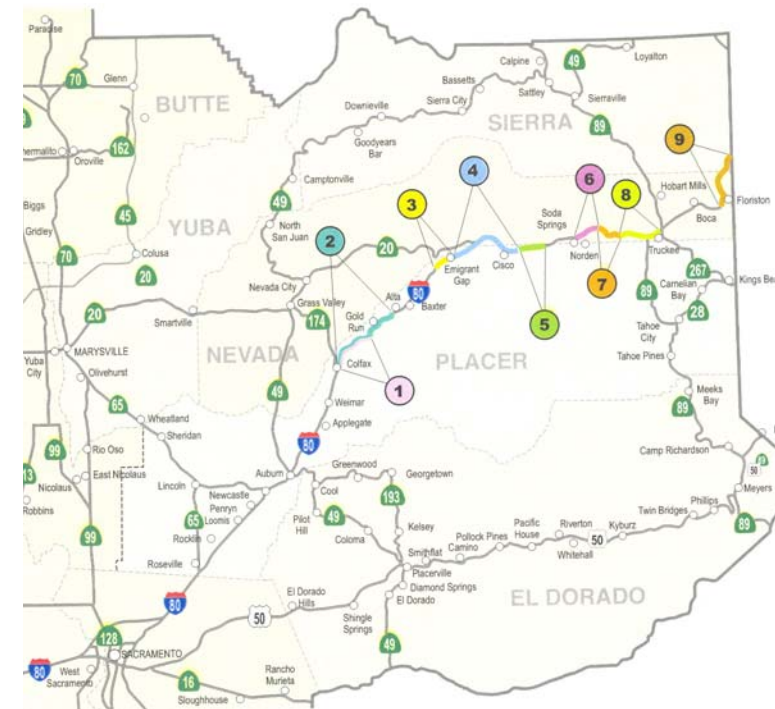 Paradise
70
Glenn
BUTTE
162
Oroville
Biggs
Gridley
45
70
Colusa
20
YUBA
Calpine
49
Loyalton
Bassetts
Sattley
Sierra City
Sierraville
Downieville
SIERRA
89
Goodyears
Bar
49
Camptonville
North
San Juan
9
4
6
8
3
2
Hobart Mills
Floriston
Boca
Soda
Springs
Norden
Truckee
20
Emigrant
Gap
Cisco
7
5
267
Kings Be
Carnelian
Bay
89
28
Tahoe
City
Tahoe Pines
Nevada City
Grass Valley
174
Alta
80
Baxter
Gold
Run
20
Smartville
NEVADA
PLACER
Colfax
1
49
Weimar
Applegate
80
MARYSVILLE
Yuba
City
Olivehurst
65
Wheatland
Sheridan
99
Rio Oso
East Nicolaus
Nicolaus
13
Robbins
99
Lincoln
Auburn
Newcastle
Penryn
Loomis
65
Rocklin
Roseville
Greenwood
Georgetown
Cool
193
Pilot
Hill
49
Coloma
Kelsey
Meeks
Bay
89
Camp Richardson
50
Meyers
89
Phillips
Twin Bridges
Kyburz
50
Riverton
Whitehall
Pacific
House
Pollock Pines
Camino
Smithflat
Placerville
Diamond Springs
El Dorado
EL DORADO
El Dorado
Hills
Shingle
Springs
49
80
50
128
SACRAMENTO
80
West
Sacramento
16
Rancho
Murieta
Sloughhouse